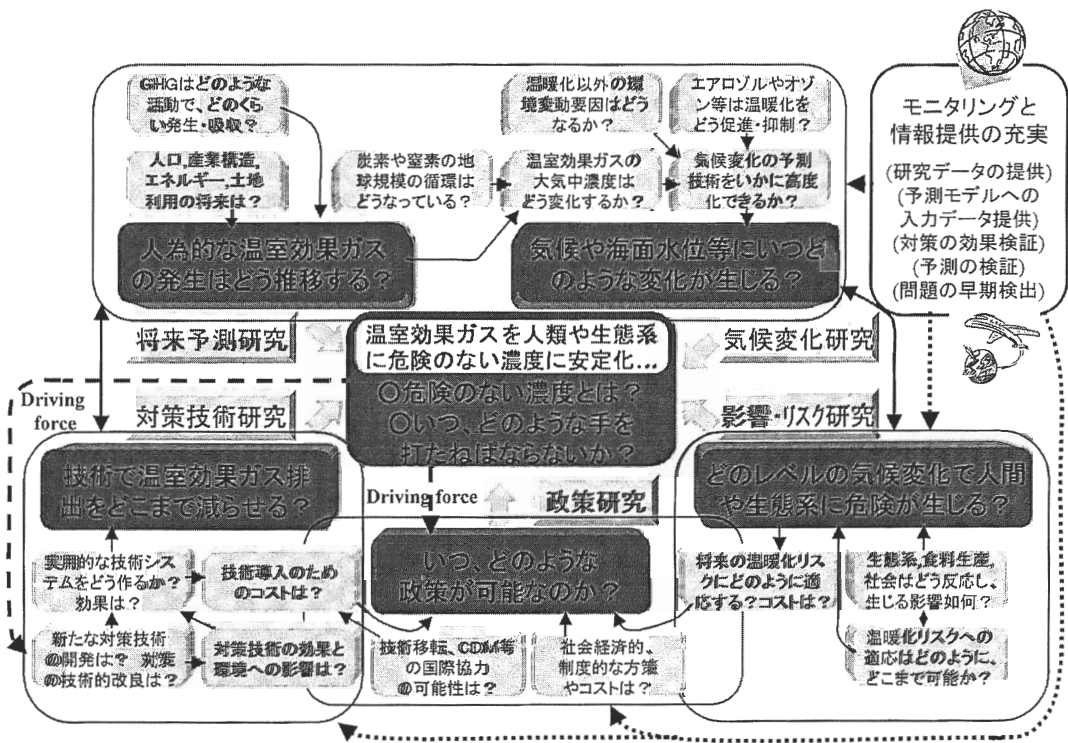 GHGはどのような
活動で、どのくら
い発生・吸収？
温暖化以外の環
境変動要因はどう
なるか？
エアロゾルやオゾ
ン等は温暖化を
どう促進・抑制？
人口,産業構造,
エネルギー,土地
利用の将来は？
炭素や窒素の地
球規模の循環は
どうなっている？
温室効果ガスの
大気中濃度は
どう変化するか？
気候変化の予測
技術をいかに高度
化できるか？
人為的な温室効果ガス
の発生はどう推移する？
気候や海面水位等にいつど
のような変化が生じる？
モニタリングと
情報提供の充実
(研究データの提供)
(予測モデルへの
入力データ提供)
(対策の効果検証)
(予測の検証)
(問題の早期検出)
将来予測研究
気候変化研究
温室効果ガスを人類や生態系
に危険のない濃度に安定化…
○危険のない濃度とは？
○いつ、どのような手を
打たねばならないか？
Driving
force
対策技術研究
影響・リスク研究
技術で温室効果ガス排
出をどこまで減らせる？
Driving force
政策研究
どのレベルの気候変化で人間
や生態系に危険が生じる？
いつ、どのような
政策が可能なのか？
実用的な技術シス
テムをどう作るか？
効果は？
技術導入のため
のコストは？
将来の温暖化リス
クにどのように適
応する？コストは？
生態系,食料生産,
社会はどう反応し、
生じる影響如何？
新たな対策技術
の開発は？ 対策
の技術的改良は？
対策技術の効果と
環境への影響は？
技術移転、CDM等
の国際協力
の可能性は？
社会経済的、
制度的な方策
やコストは？
温暖化リスクへの
適応はどのように、
どこまで可能か？